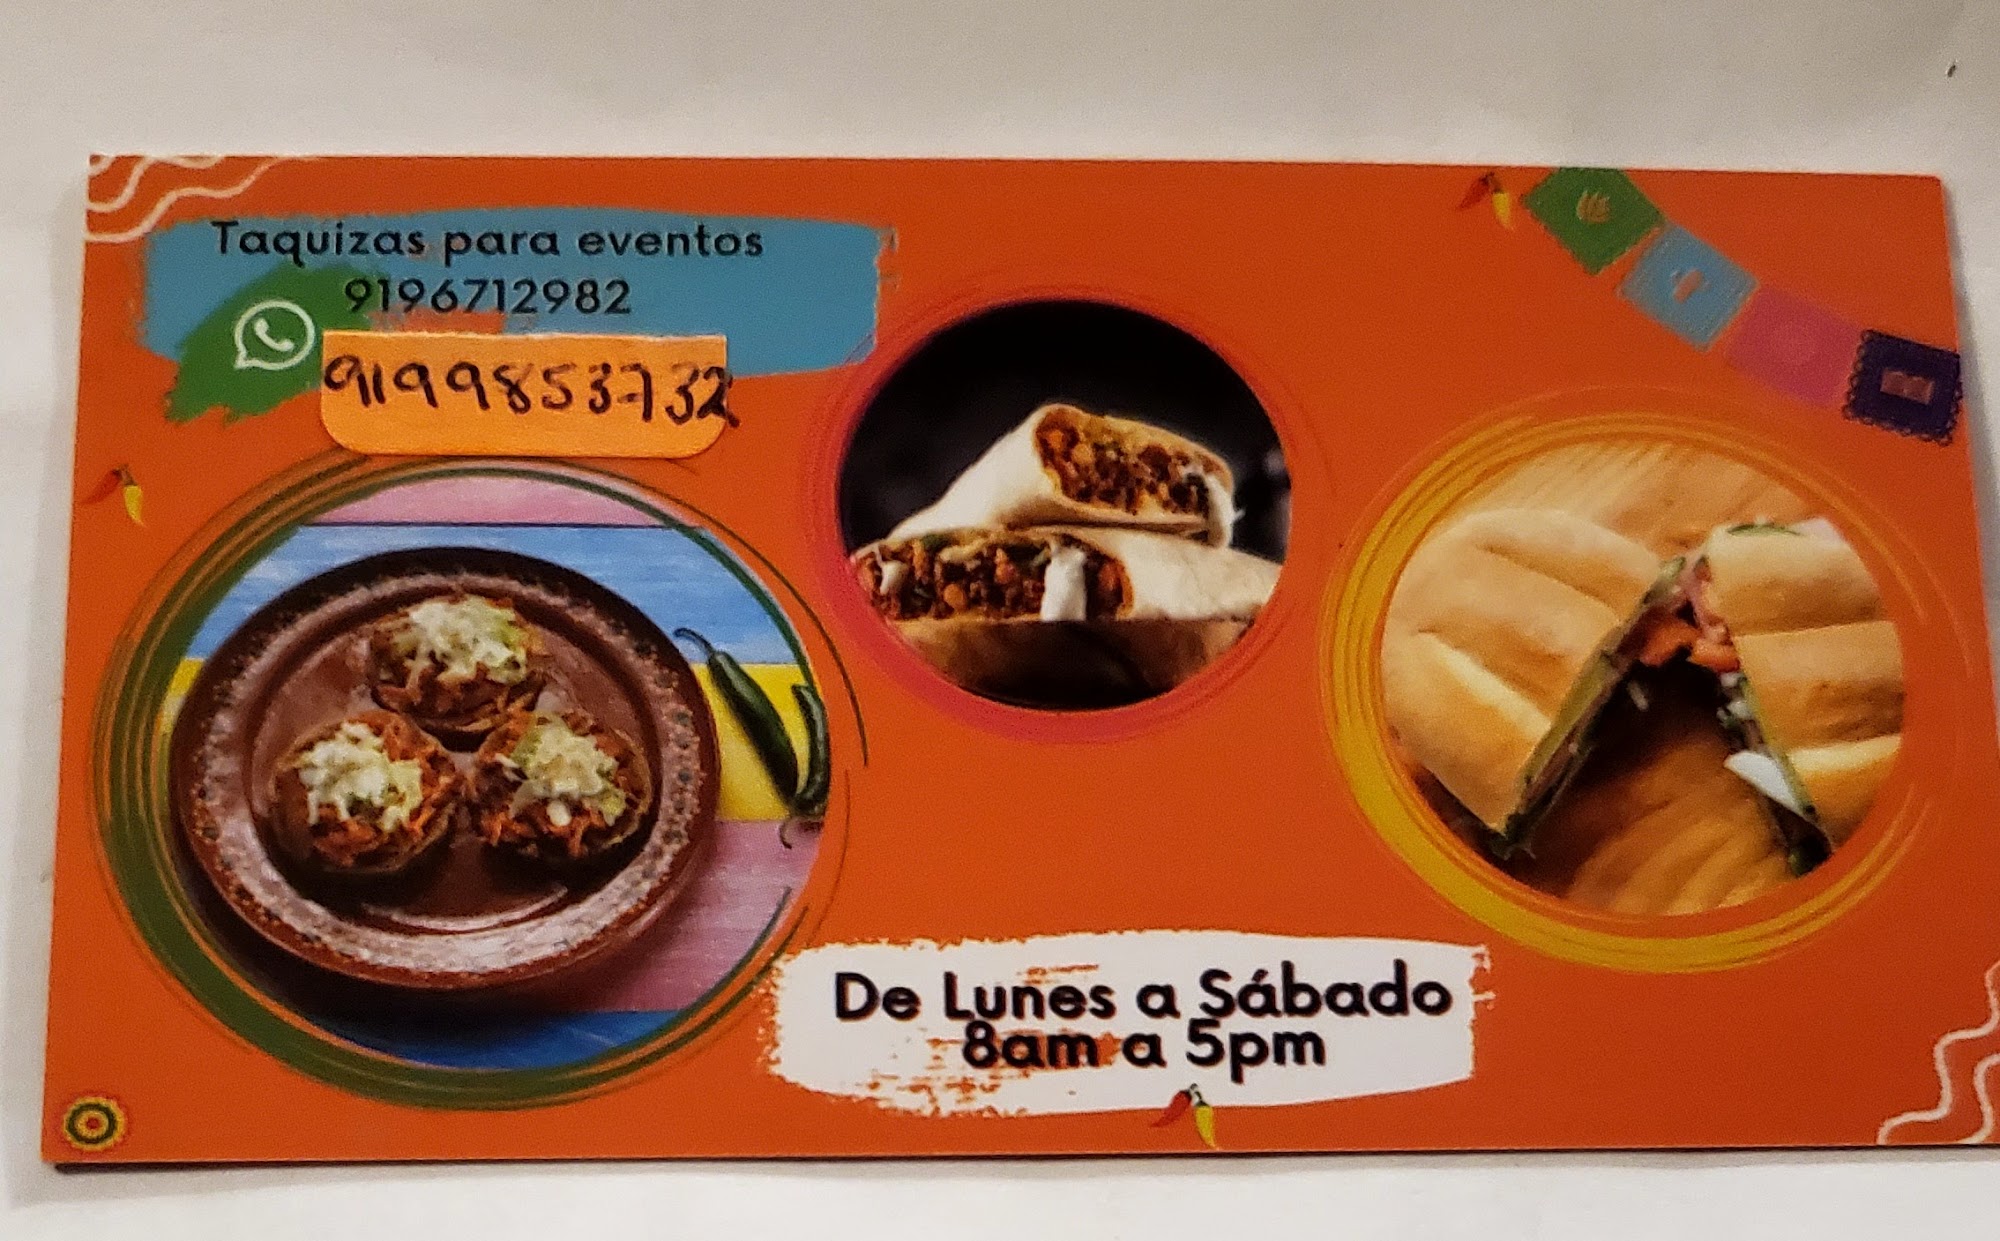 Taquizas para eventos
9196712982
9199853732
De Lunes a Sábado
8am a 5pm